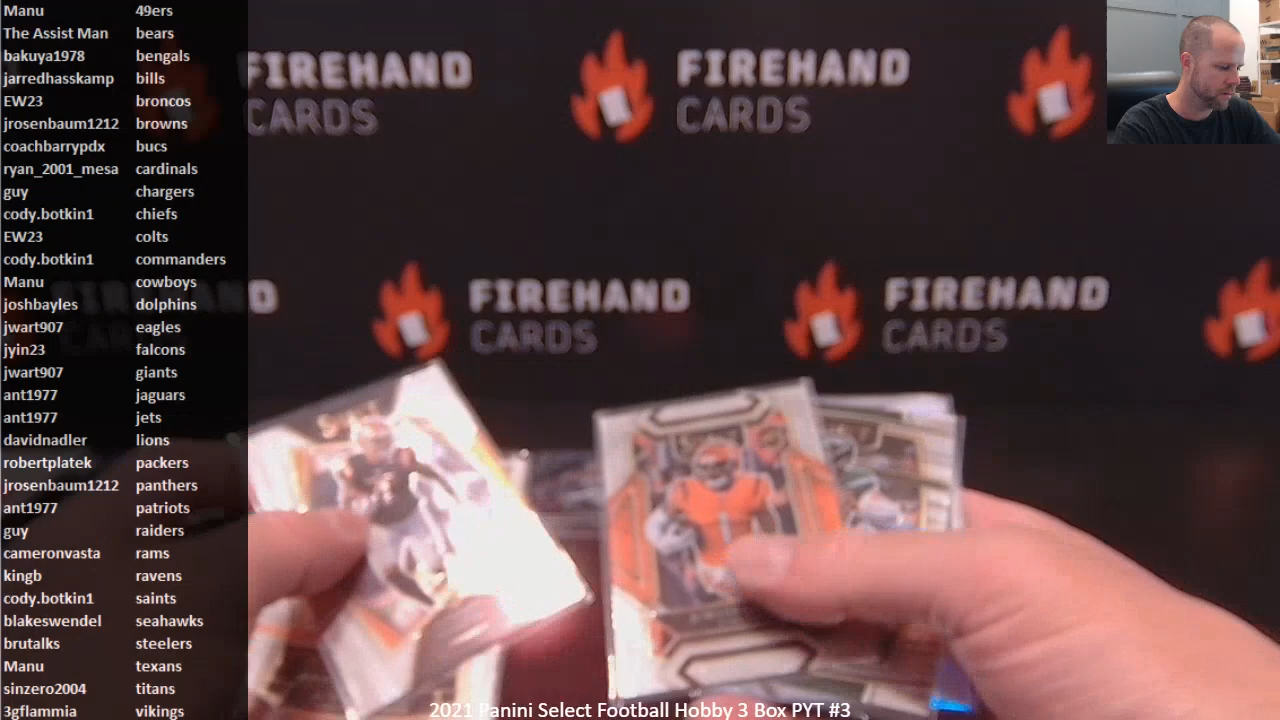 Manu 49ers
The Assist Man bears
bakuya1978 bengals
jarredhasskamp bills
EW23 broncos
jrosenbaum1212 browns
coachbarrypdx bucs
ryan_2001_mesa cardinals
guy chargers
cody.botkin1 chiefs
EW23 colts
cody.botkin1 commanders
Manu cowboys
joshbayles dolphins
jwart907 eagles
jyin23 falcons
jwart907 giants
ant1977 jaguars
ant1977 jets
davidnadler lions
robertplatek packers
jrosenbaum1212 panthers
ant1977 patriots
guy raiders
cameronvasta rams
kingb ravens
cody.botkin1 saints
blakeswendel seahawks
brutalks steelers
Manu texans
sinzero2004 titans
3gflammia vikings
FIREHAND
CARDS
FIREHAND
CARDS
FIREHAND
CARDS
FIREHAND
CARDS
2021 Panini Select Football Hobby 3 Box PYT #3